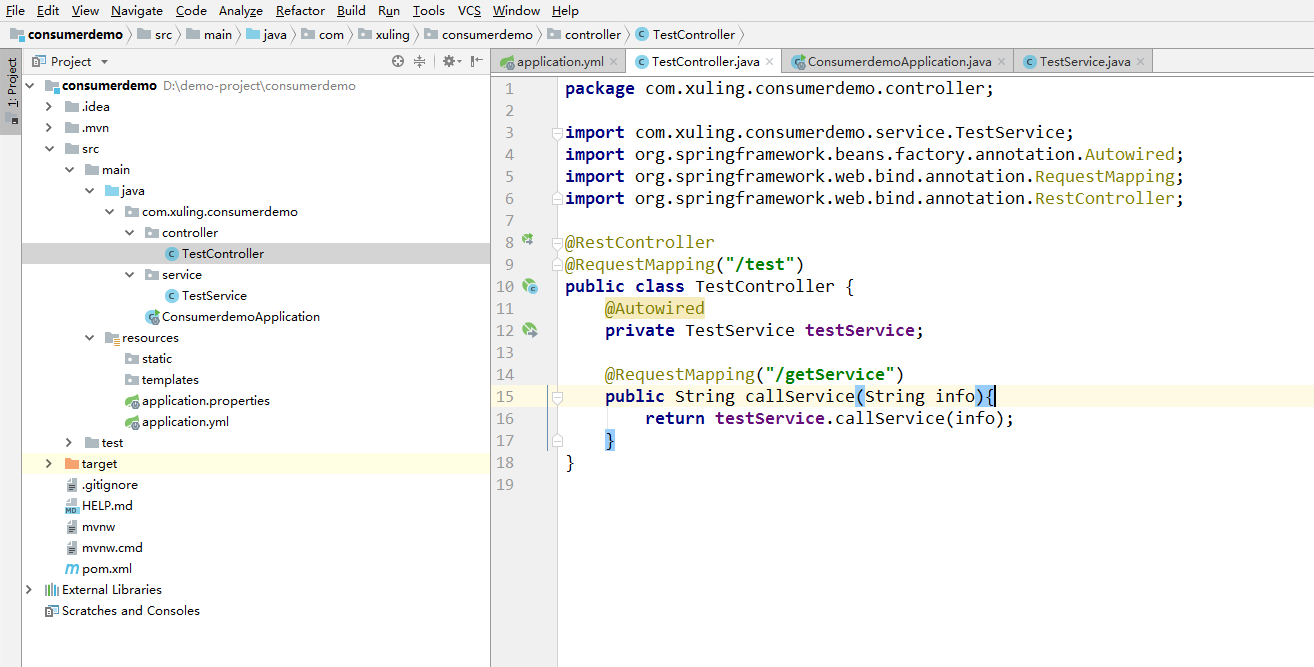 File Edit View Navigate Code Analyze Refactor Build Run Tools VCS Window Help
consumerdemo src main java com xuling consumerdemo controller TestController
1: Project
Project
application.yml TestController.java ConsumerdemoApplication.java TestService.java
consumerdemo D:\demo-project\consumerdemo
.idea
.mvn
src
main
java
com.xuling.consumerdemo
controller
TestController
service
TestService
ConsumerdemoApplication
resources
static
templates
application.properties
application.yml
test
target
.gitignore
HELP.md
mvnw
mvnw.cmd
pom.xml
External Libraries
Scratches and Consoles
1 package com.xuling.consumerdemo.controller;
2
3 import com.xuling.consumerdemo.service.TestService;
4 import org.springframework.beans.factory.annotation.Autowired;
5 import org.springframework.web.bind.annotation.RequestMapping;
6 import org.springframework.web.bind.annotation.RestController;
7
8 @RestController
9 @RequestMapping("/test")
10 public class TestController {
11 @Autowired
12 private TestService testService;
13
14 @RequestMapping("/getService")
15 public String callService(String info){
16 return testService.callService(info);
17 }
18 }
19